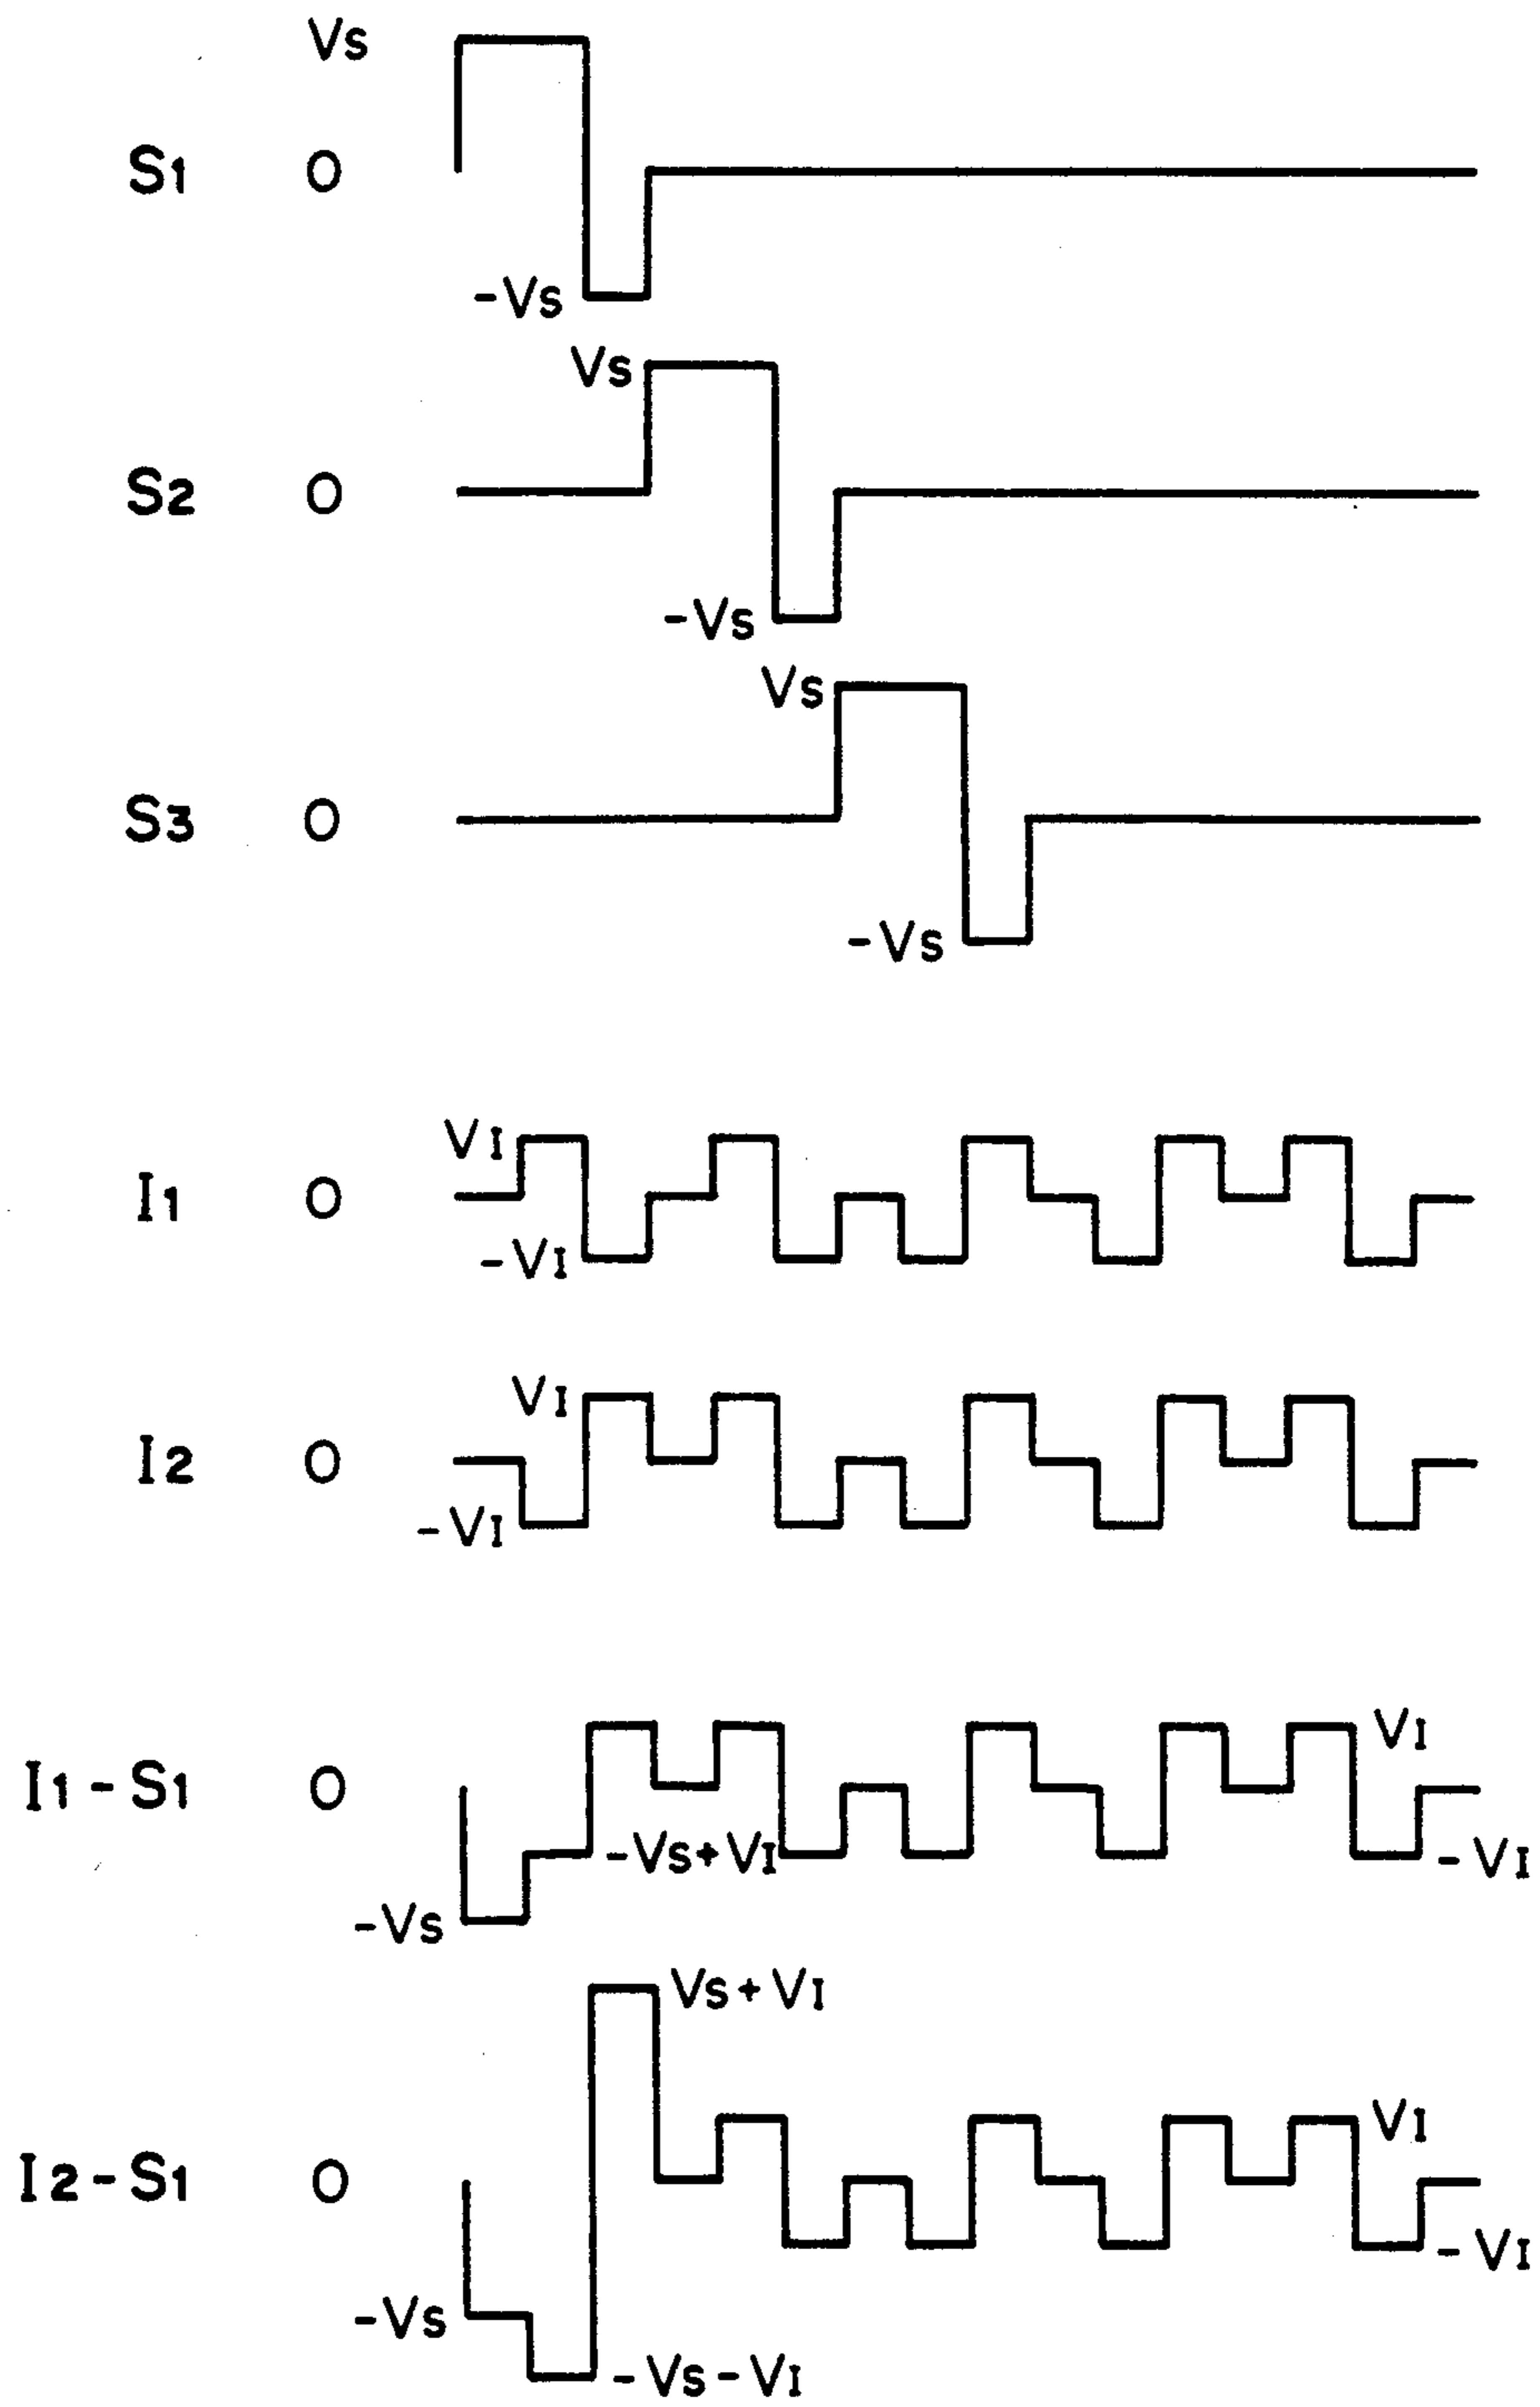 Vs
S1 0
-Vs
Vs
S2 0
-Vs
Vs
S3 0
-Vs
VI
I1 0
-VI
VI
I2 0
-VI
VI
I1-S1 0
-Vs+VI
-VI
-Vs
Vs+VI
VI
I2-S1 0
-VI
-Vs
-Vs-VI